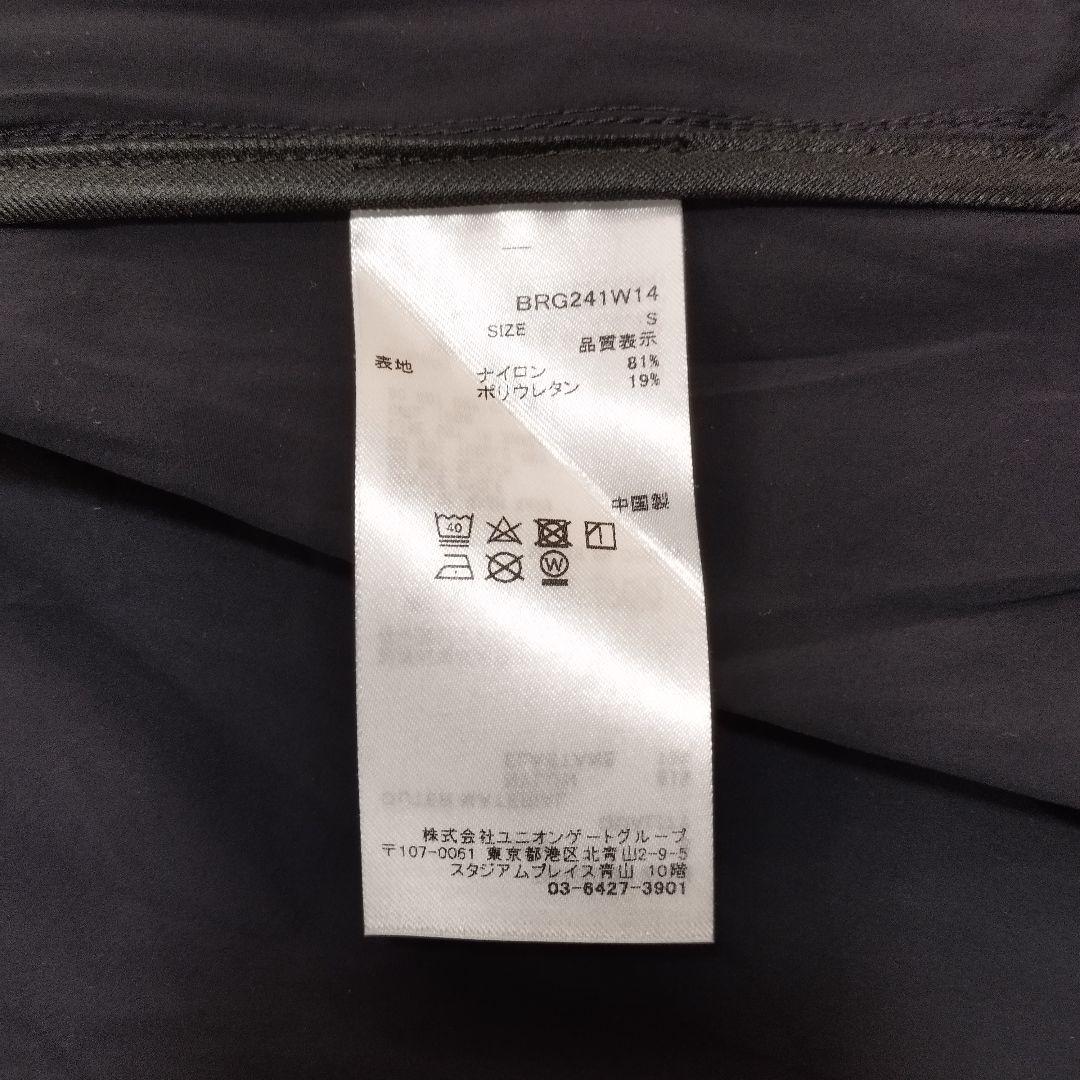 BRG241W14
SIZE S
品質表示
表地 ナイロン 81%
ポリウレタン 19%
中国製
40
1
W
株式会社ユニオンゲートグループ
〒107-0061 東京都港区北青山2-9-5
スタジアムプレイス青山 10階
03-6427-3901